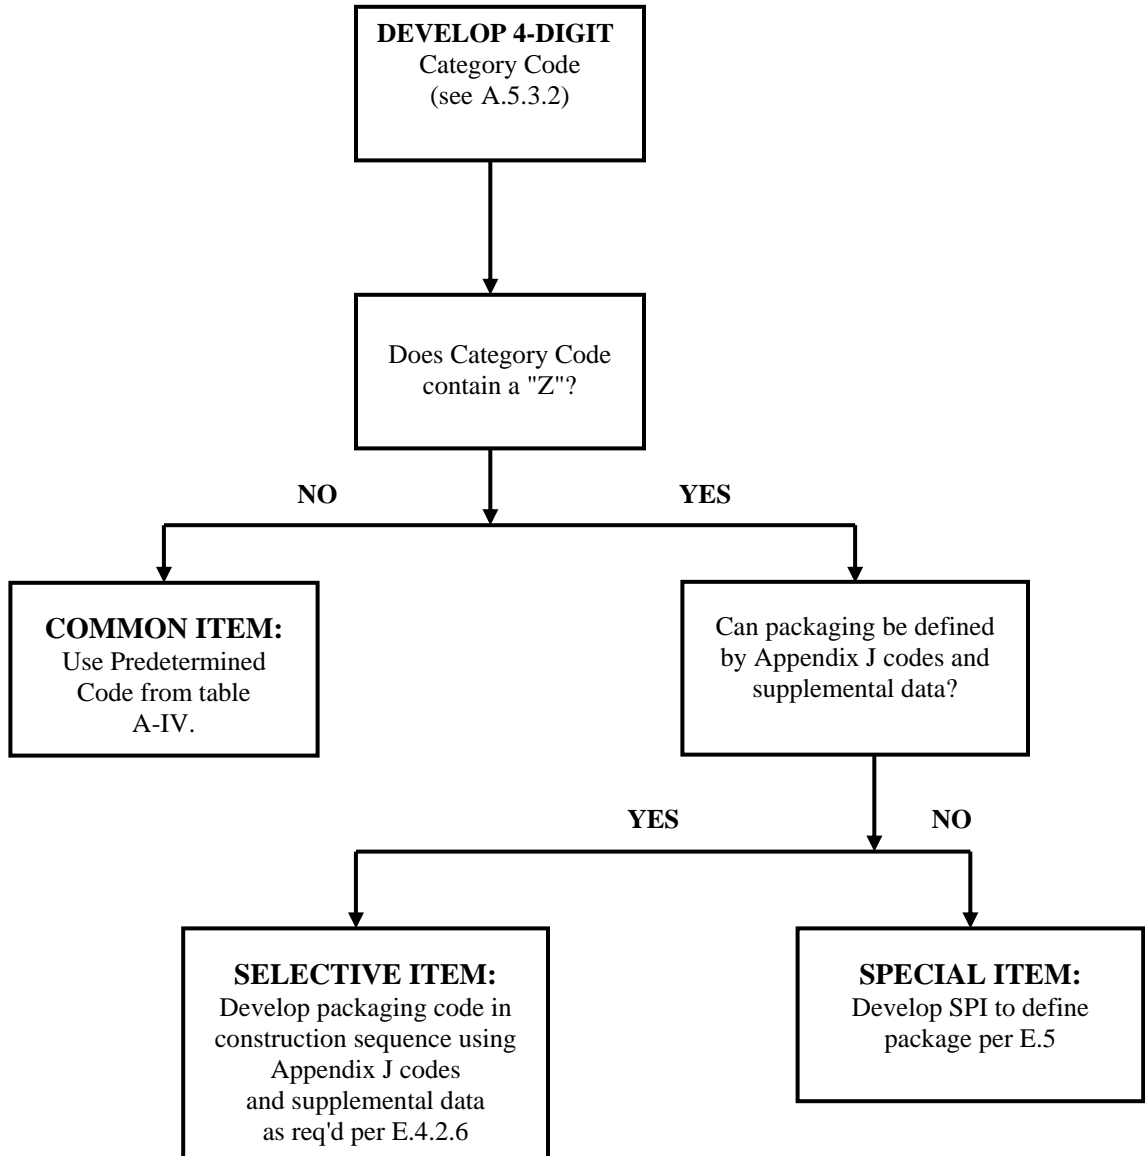 DEVELOP 4-DIGIT
Category Code
(see A.5.3.2)
Does Category Code
contain a "Z"?
NO
YES
COMMON ITEM:
Use Predetermined
Code from table
A-IV.
Can packaging be defined
by Appendix J codes and
supplemental data?
YES
NO
SELECTIVE ITEM:
Develop packaging code in
construction sequence using
Appendix J codes
and supplemental data
as req'd per E.4.2.6
SPECIAL ITEM:
Develop SPI to define
package per E.5